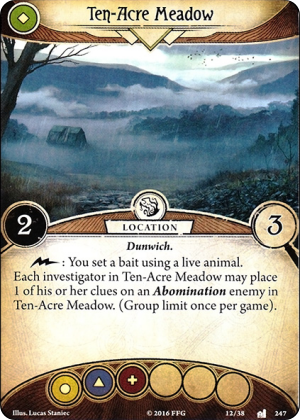 Ten-Acre Meadow
2
LOCATION
3
Dunwich.
: You set a bait using a live animal.
Each investigator in Ten-Acre Meadow may place
1 of his or her clues on an Abomination enemy in
Ten-Acre Meadow. (Group limit once per game).
Illus. Lucas Staniec
© 2016 FFG
12/38
247